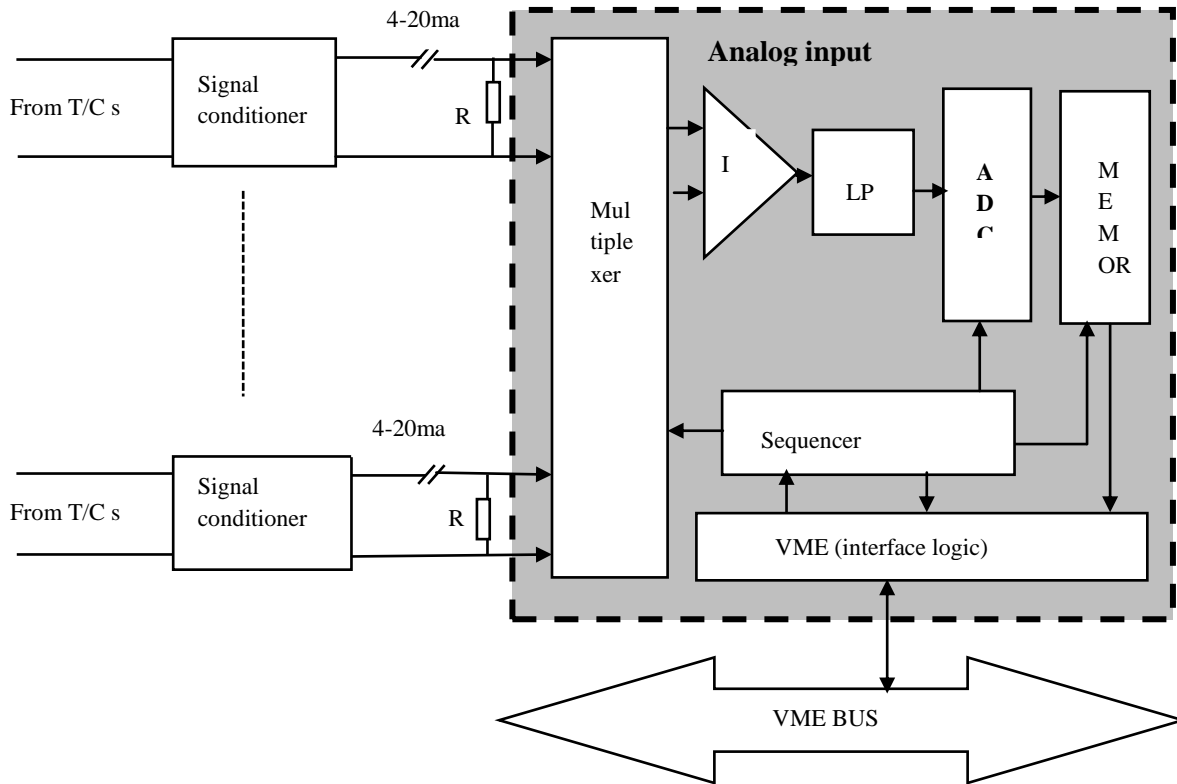 4-20ma
Analog input
From T/C s
Signal
conditioner
R
I
LP
A
D
C
M
E
M
OR
Mul
tiple
xer
4-20ma
Sequencer
From T/C s
Signal
conditioner
R
VME (interface logic)
VME BUS